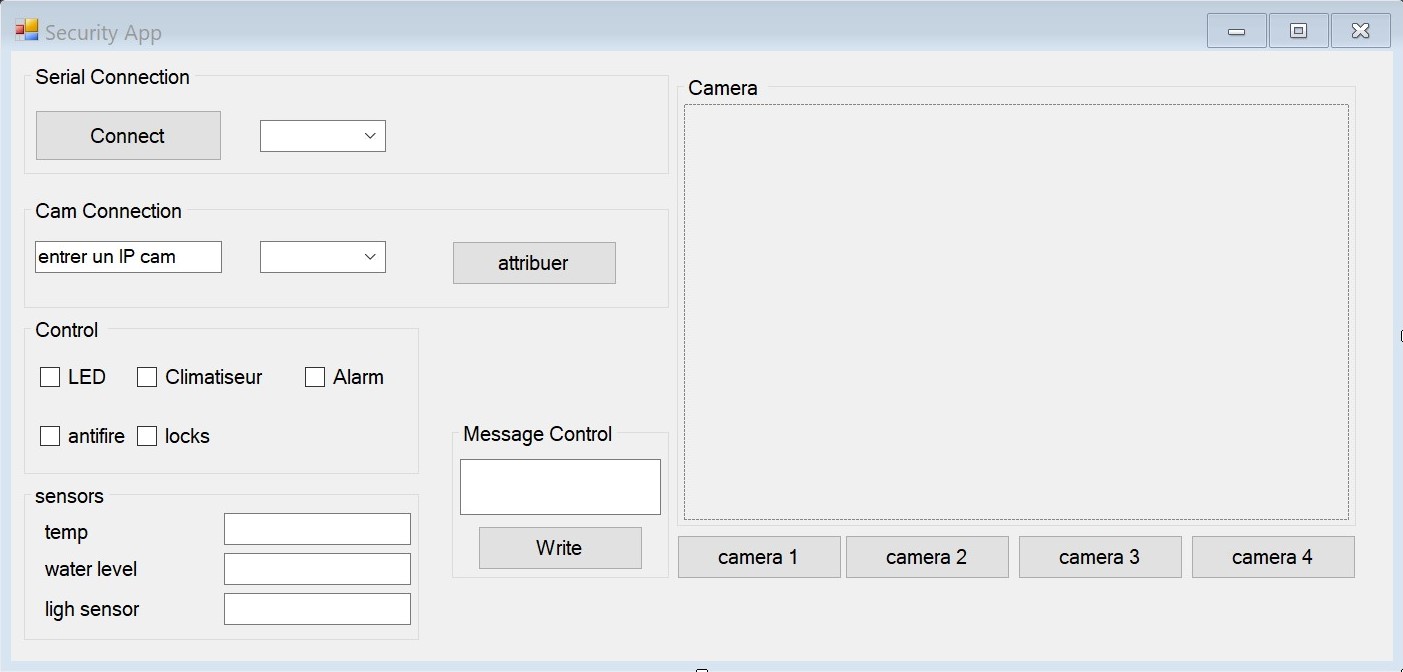 Security App
Serial Connection
Connect
Cam Connection
entrer un IP cam
attribuer
Control
LED
Climatiseur
Alarm
antifire
locks
sensors
temp
water level
ligh sensor
Message Control
Write
Camera
camera 1
camera 2
camera 3
camera 4